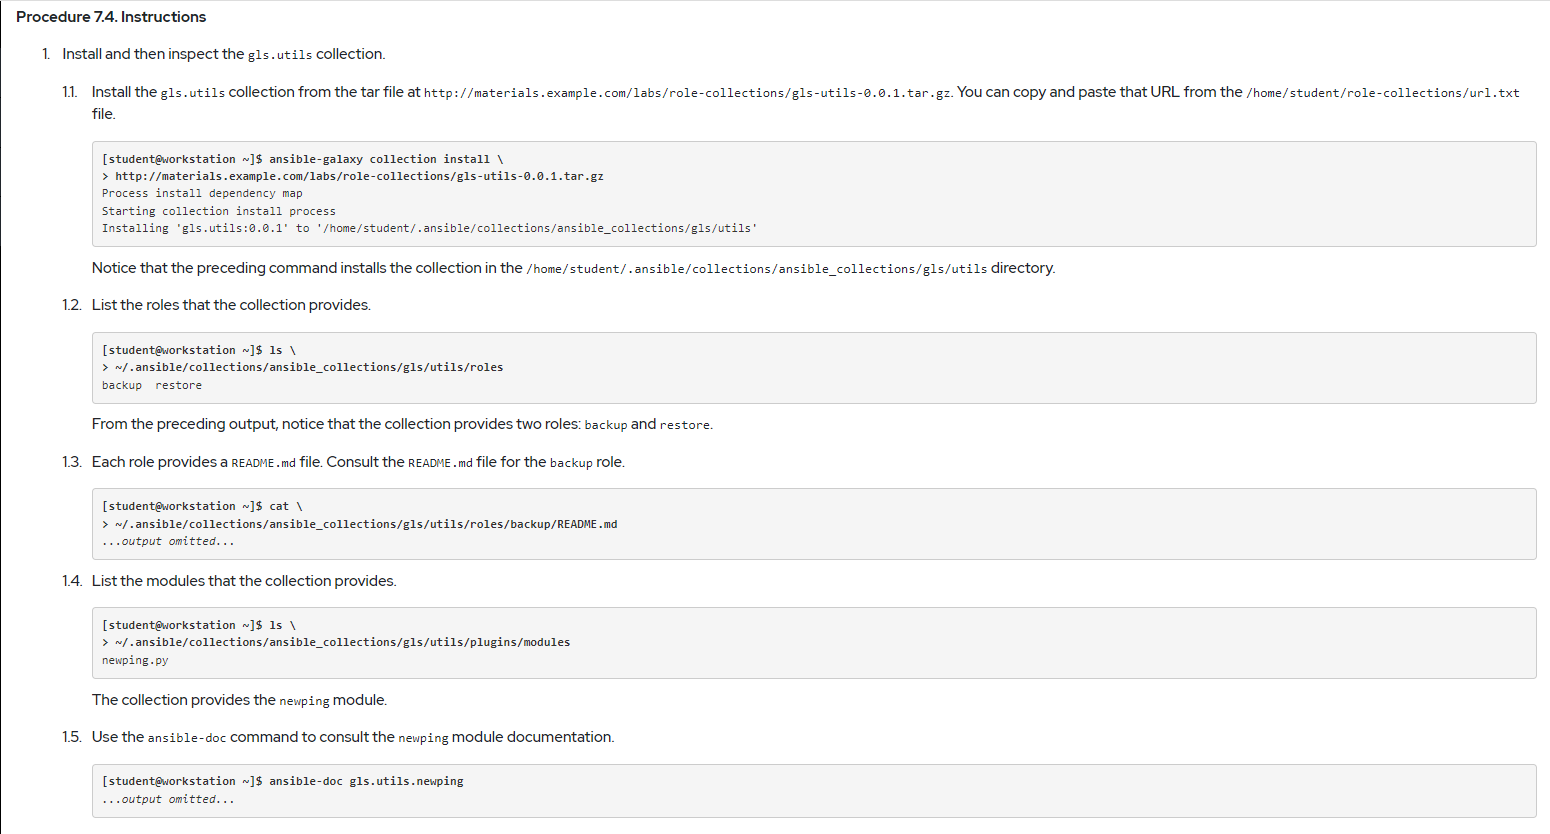 Procedure 7.4. Instructions
1. Install and then inspect the gls.utils collection.
1.1. Install the gls.utils collection from the tar file at http://materials.example.com/labs/role-collections/gls-utils-0.0.1.tar.gz. You can copy and paste that URL from the /home/student/role-collections/url.txt
file.
[student@workstation ~]$ ansible-galaxy collection install \
> http://materials.example.com/labs/role-collections/gls-utils-0.0.1.tar.gz
Process install dependency map
Starting collection install process
Installing 'gls.utils:0.0.1' to '/home/student/.ansible/collections/ansible_collections/gls/utils'
Notice that the preceding command installs the collection in the /home/student/.ansible/collections/ansible_collections/gls/utils directory.
1.2. List the roles that the collection provides.
[student@workstation ~]$ ls \
> ~/.ansible/collections/ansible_collections/gls/utils/roles
backup  restore
From the preceding output, notice that the collection provides two roles: backup and restore.
1.3. Each role provides a README.md file. Consult the README.md file for the backup role.
[student@workstation ~]$ cat \
> ~/.ansible/collections/ansible_collections/gls/utils/roles/backup/README.md
...output omitted...
1.4. List the modules that the collection provides.
[student@workstation ~]$ ls \
> ~/.ansible/collections/ansible_collections/gls/utils/plugins/modules
newping.py
The collection provides the newping module.
1.5. Use the ansible-doc command to consult the newping module documentation.
[student@workstation ~]$ ansible-doc gls.utils.newping
...output omitted...